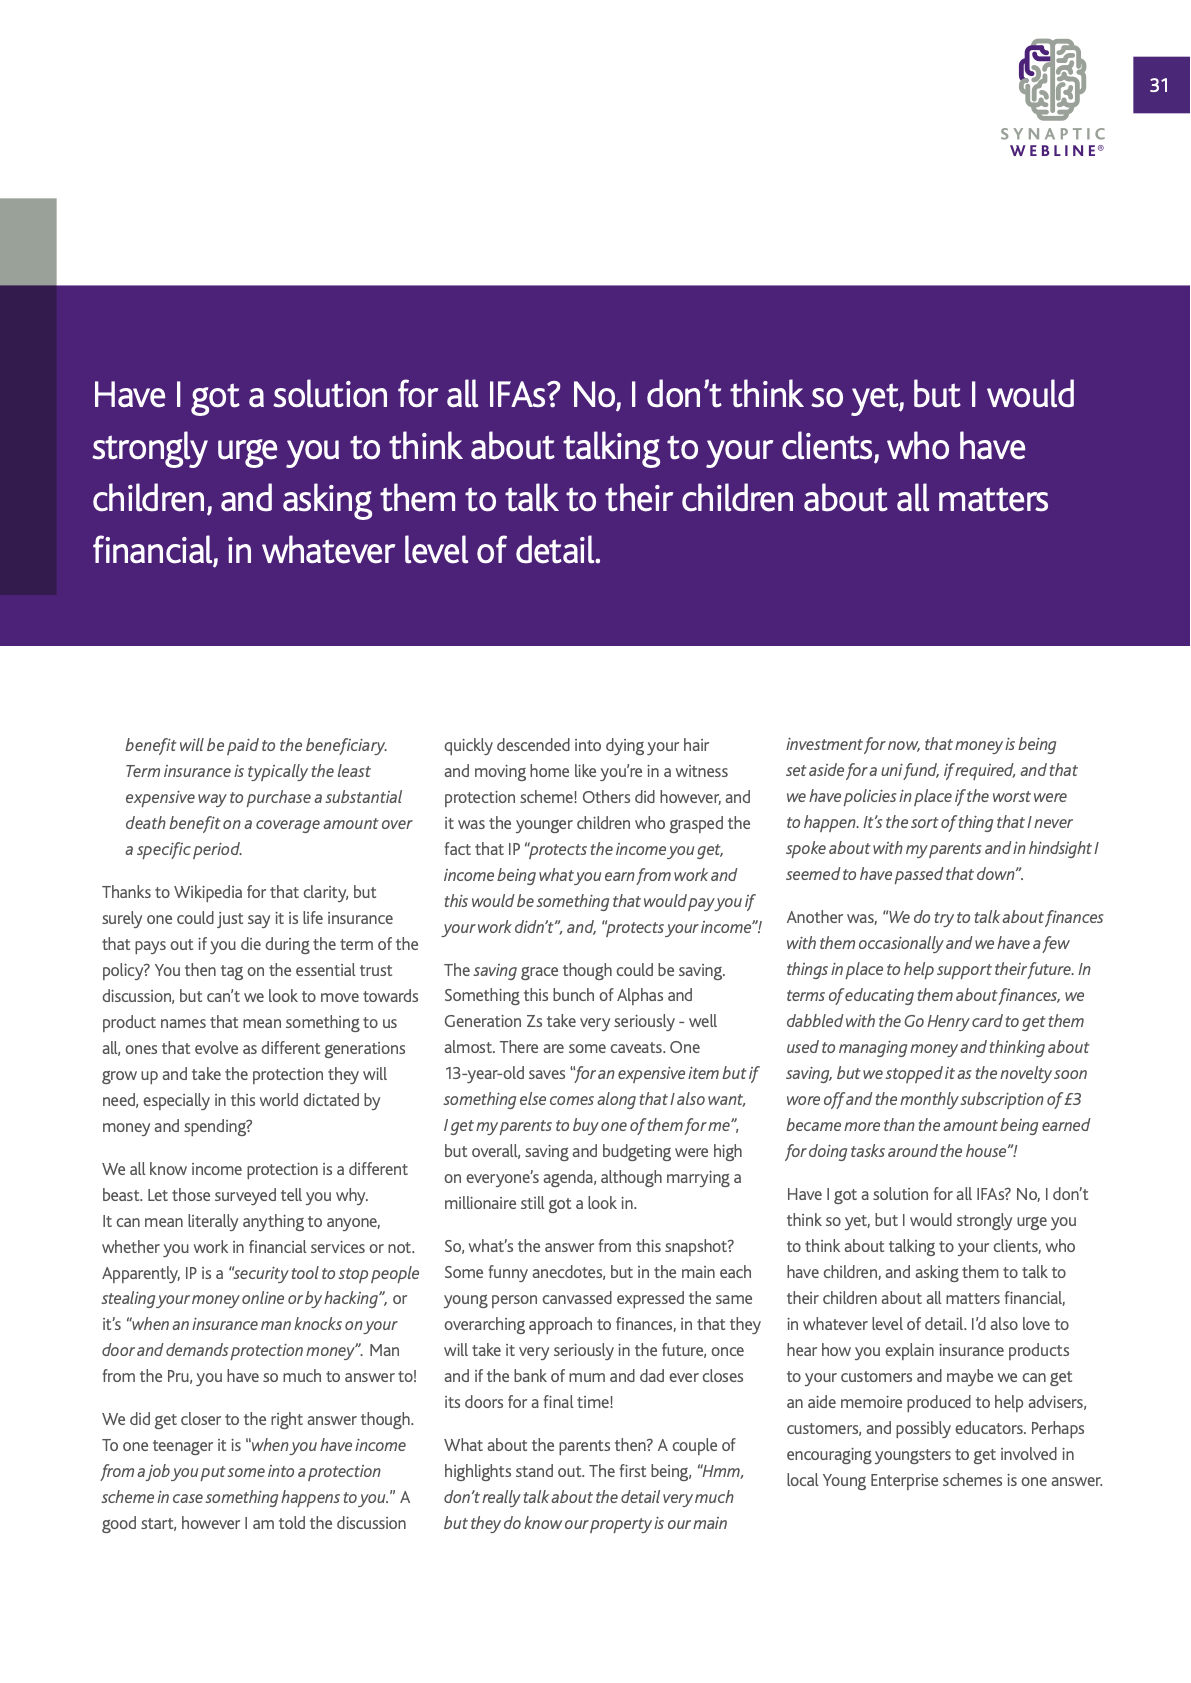 31
SYNAPTIC
WEBLINE®
Have I got a solution for all IFAs? No, I don’t think so yet, but I would
strongly urge you to think about talking to your clients, who have
children, and asking them to talk to their children about all matters
financial, in whatever level of detail.
benefit will be paid to the beneficiary.
Term insurance is typically the least
expensive way to purchase a substantial
death benefit on a coverage amount over
a specific period.
Thanks to Wikipedia for that clarity, but
surely one could just say it is life insurance
that pays out if you die during the term of the
policy? You then tag on the essential trust
discussion, but can’t we look to move towards
product names that mean something to us
all, ones that evolve as different generations
grow up and take the protection they will
need, especially in this world dictated by
money and spending?
We all know income protection is a different
beast. Let those surveyed tell you why.
It can mean literally anything to anyone,
whether you work in financial services or not.
Apparently, IP is a “security tool to stop people
stealing your money online or by hacking”, or
it’s “when an insurance man knocks on your
door and demands protection money”. Man
from the Pru, you have so much to answer to!
We did get closer to the right answer though.
To one teenager it is “when you have income
from a job you put some into a protection
scheme in case something happens to you.” A
good start, however I am told the discussion
quickly descended into dying your hair
and moving home like you’re in a witness
protection scheme! Others did however, and
it was the younger children who grasped the
fact that IP “protects the income you get,
income being what you earn from work and
this would be something that would pay you if
your work didn’t”, and, “protects your income”!
The saving grace though could be saving.
Something this bunch of Alphas and
Generation Zs take very seriously - well
almost. There are some caveats. One
13-year-old saves “for an expensive item but if
something else comes along that I also want,
I get my parents to buy one of them for me”,
but overall, saving and budgeting were high
on everyone’s agenda, although marrying a
millionaire still got a look in.
So, what’s the answer from this snapshot?
Some funny anecdotes, but in the main each
young person canvassed expressed the same
overarching approach to finances, in that they
will take it very seriously in the future, once
and if the bank of mum and dad ever closes
its doors for a final time!
What about the parents then? A couple of
highlights stand out. The first being, “Hmm,
don’t really talk about the detail very much
but they do know our property is our main
investment for now, that money is being
set aside for a uni fund, if required, and that
we have policies in place if the worst were
to happen. It’s the sort of thing that I never
spoke about with my parents and in hindsight I
seemed to have passed that down”.
Another was, “We do try to talk about finances
with them occasionally and we have a few
things in place to help support their future. In
terms of educating them about finances, we
dabbled with the Go Henry card to get them
used to managing money and thinking about
saving, but we stopped it as the novelty soon
wore off and the monthly subscription of £3
became more than the amount being earned
for doing tasks around the house”!
Have I got a solution for all IFAs? No, I don’t
think so yet, but I would strongly urge you
to think about talking to your clients, who
have children, and asking them to talk to
their children about all matters financial,
in whatever level of detail. I’d also love to
hear how you explain insurance products
to your customers and maybe we can get
an aide memoire produced to help advisers,
customers, and possibly educators. Perhaps
encouraging youngsters to get involved in
local Young Enterprise schemes is one answer.